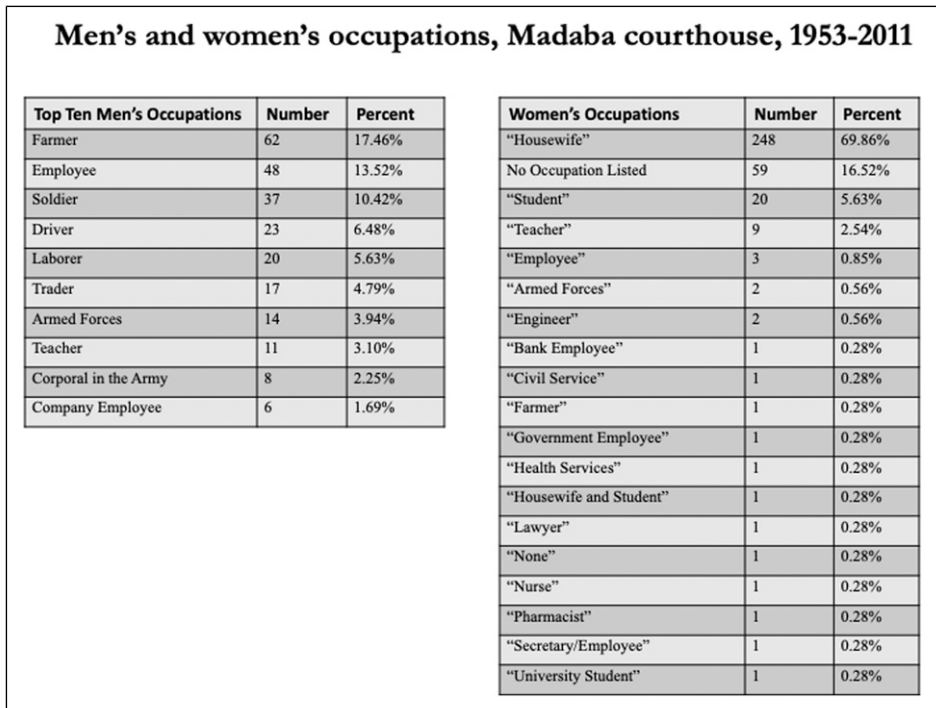 Men’s and women’s occupations, Madaba courthouse, 1953-2011
Top Ten Men’s Occupations Number Percent
Farmer 62 17.46%
Employee 48 13.52%
Soldier 37 10.42%
Driver 23 6.48%
Laborer 20 5.63%
Trader 17 4.79%
Armed Forces 14 3.94%
Teacher 11 3.10%
Corporal in the Army 8 2.25%
Company Employee 6 1.69%
Women’s Occupations Number Percent
“Housewife” 248 69.86%
No Occupation Listed 59 16.52%
“Student” 20 5.63%
“Teacher” 9 2.54%
“Employee” 3 0.85%
“Armed Forces” 2 0.56%
“Engineer” 2 0.56%
“Bank Employee” 1 0.28%
“Civil Service” 1 0.28%
“Farmer” 1 0.28%
“Government Employee” 1 0.28%
“Health Services” 1 0.28%
“Housewife and Student” 1 0.28%
“Lawyer” 1 0.28%
“None” 1 0.28%
“Nurse” 1 0.28%
“Pharmacist” 1 0.28%
“Secretary/Employee” 1 0.28%
“University Student” 1 0.28%